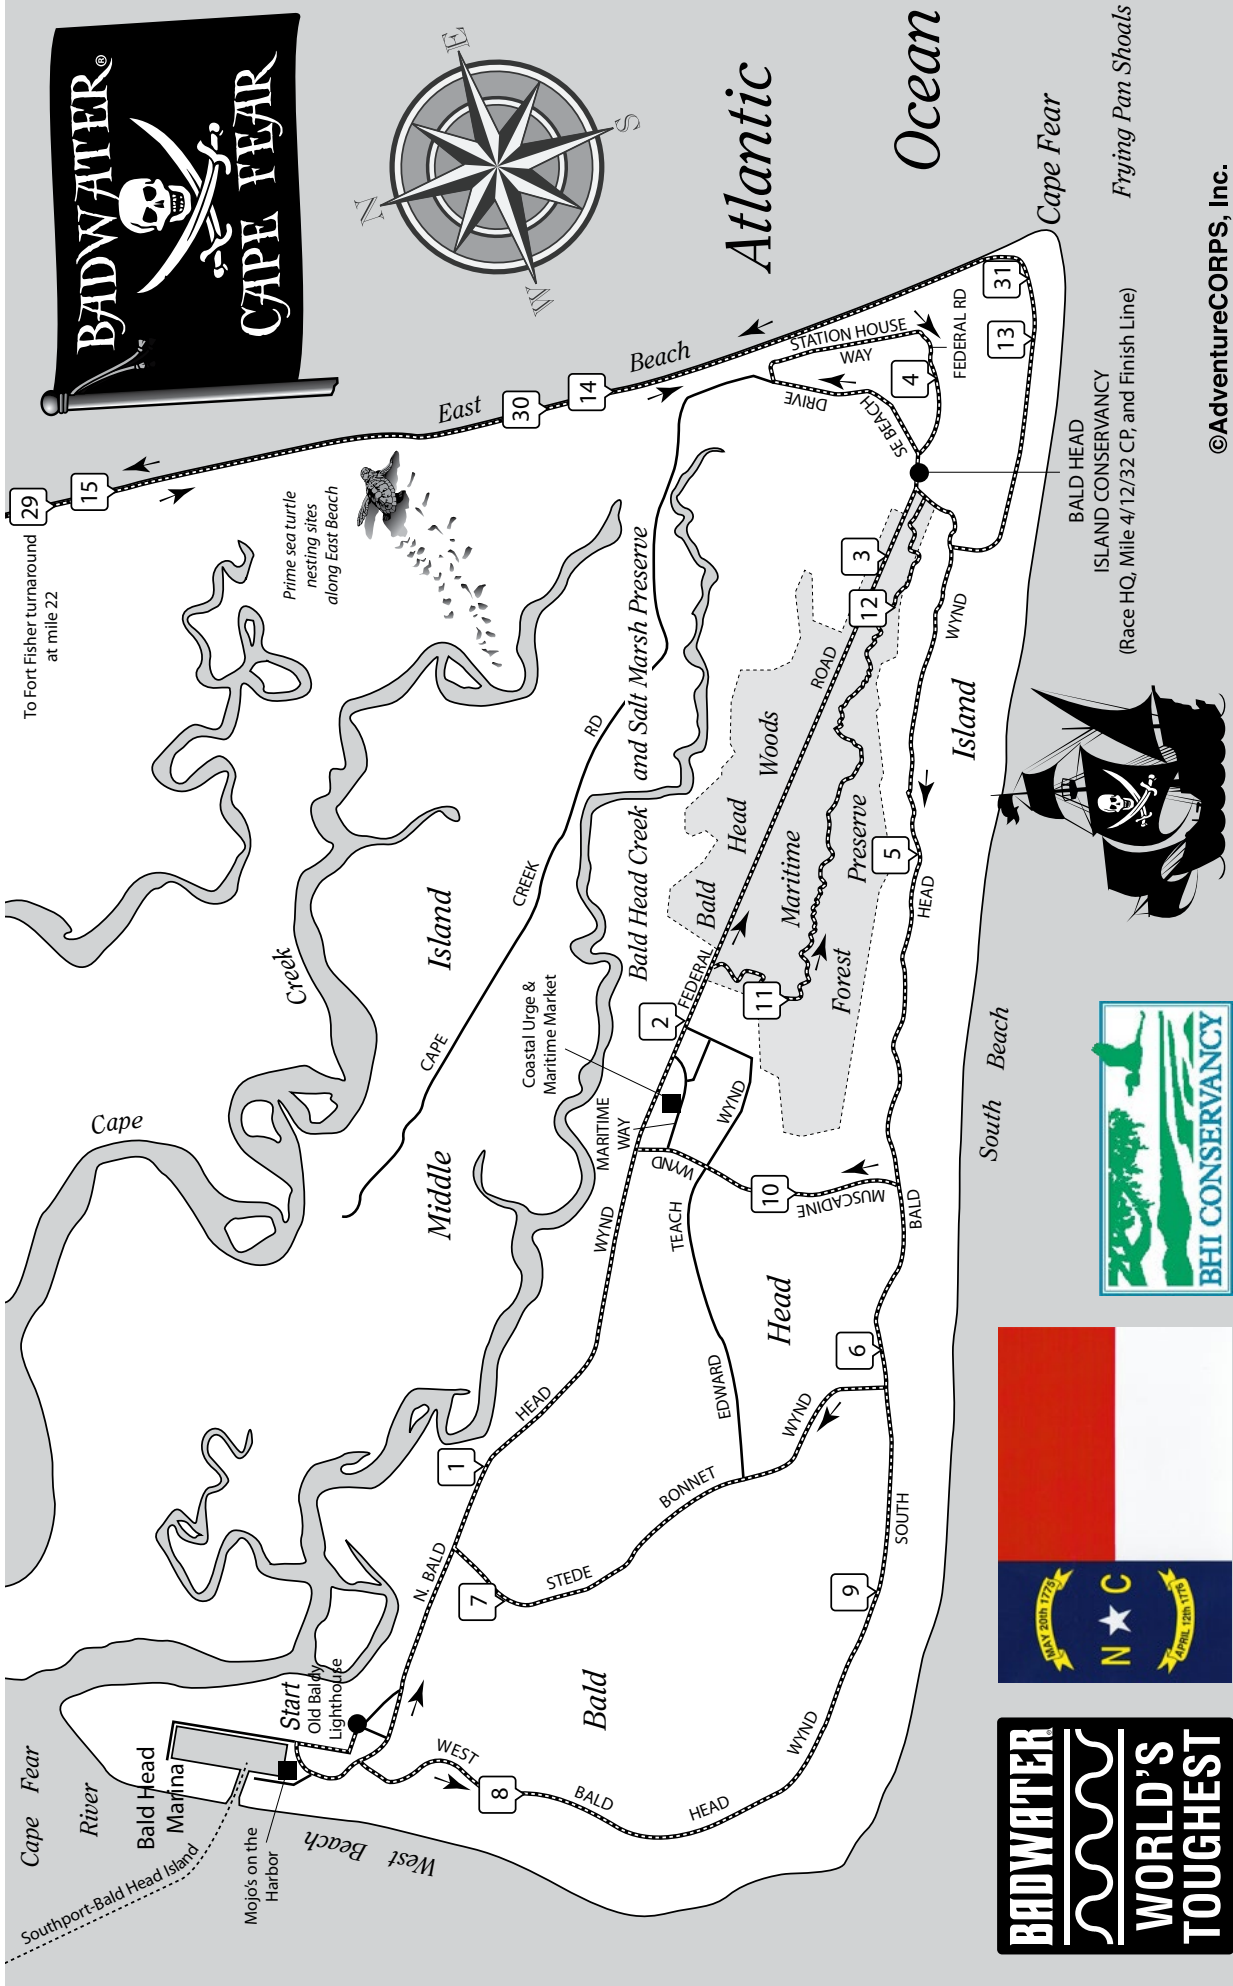 BADWATER®
CAPE FEAR
N
E
S
W
Atlantic
Ocean
Cape Fear
Frying Pan Shoals
©AdventureCORPS, Inc.
To Fort Fisher turnaround
at mile 22
29
15
30
14
East
Beach
Prime sea turtle
nesting sites
along East Beach
STATION HOUSE
WAY
FEDERAL RD
SE BEACH
DRIVE
4
13
31
BALD HEAD
ISLAND CONSERVANCY
(Race HQ, Mile 4/12/32 CP, and Finish Line)
3
12
ROAD
FEDERAL
2
11
Bald Head Woods
Maritime
Forest Preserve
Bald Head Creek and Salt Marsh Preserve
CAPE CREEK RD
Cape
Creek
Middle Island
Coastal Urge &
Maritime Market
MARITIME
WAY
WYND
WYND
10
MUSCADINE
TEACH
EDWARD
5
SOUTH BALD HEAD WYND
South Beach
6
9
Bald Head Island
STEDE BONNET WYND
7
1
N. BALD HEAD WYND
Start
Old Baldy
Lighthouse
WEST BALD HEAD WYND
8
West Beach
Bald Head
Marina
Mojo's on the
Harbor
Cape Fear
River
Southport-Bald Head Island
BADWATER®
WORLD'S
TOUGHEST
MAY 20th 1775
N C
APRIL 12th 1776
BHI CONSERVANCY